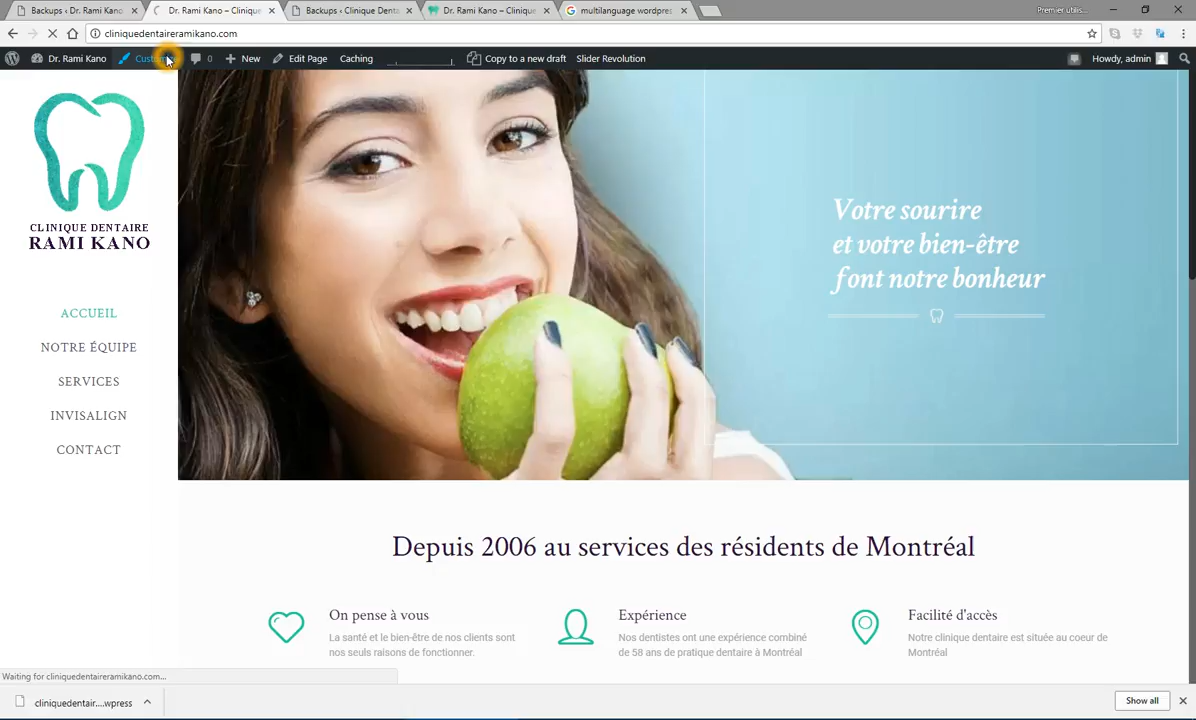 Backups ‹ Dr. Rami Kano
Dr. Rami Kano – Clinique
Backups ‹ Clinique Denta
Dr. Rami Kano – Clinique
multilanguage wordpres
Premier utilis...
cliniquedentaireramikano.com
Dr. Rami Kano
0
New
Edit Page
Caching
Copy to a new draft
Slider Revolution
Howdy, admin
CLINIQUE DENTAIRE
RAMI KANO
ACCUEIL
NOTRE ÉQUIPE
SERVICES
INVISALIGN
CONTACT
Votre sourire
et votre bien-être
font notre bonheur
Depuis 2006 au services des résidents de Montréal
On pense à vous
La santé et le bien-être de nos clients sont
nos seuls raisons de fonctionner.
Expérience
Nos dentistes ont une expérience combiné
de 58 ans de pratique dentaire à Montréal
Facilité d'accès
Notre clinique dentaire est située au coeur de
Montréal
Waiting for cliniquedentaireramikano.com...
cliniquedentair....wpress
Show all